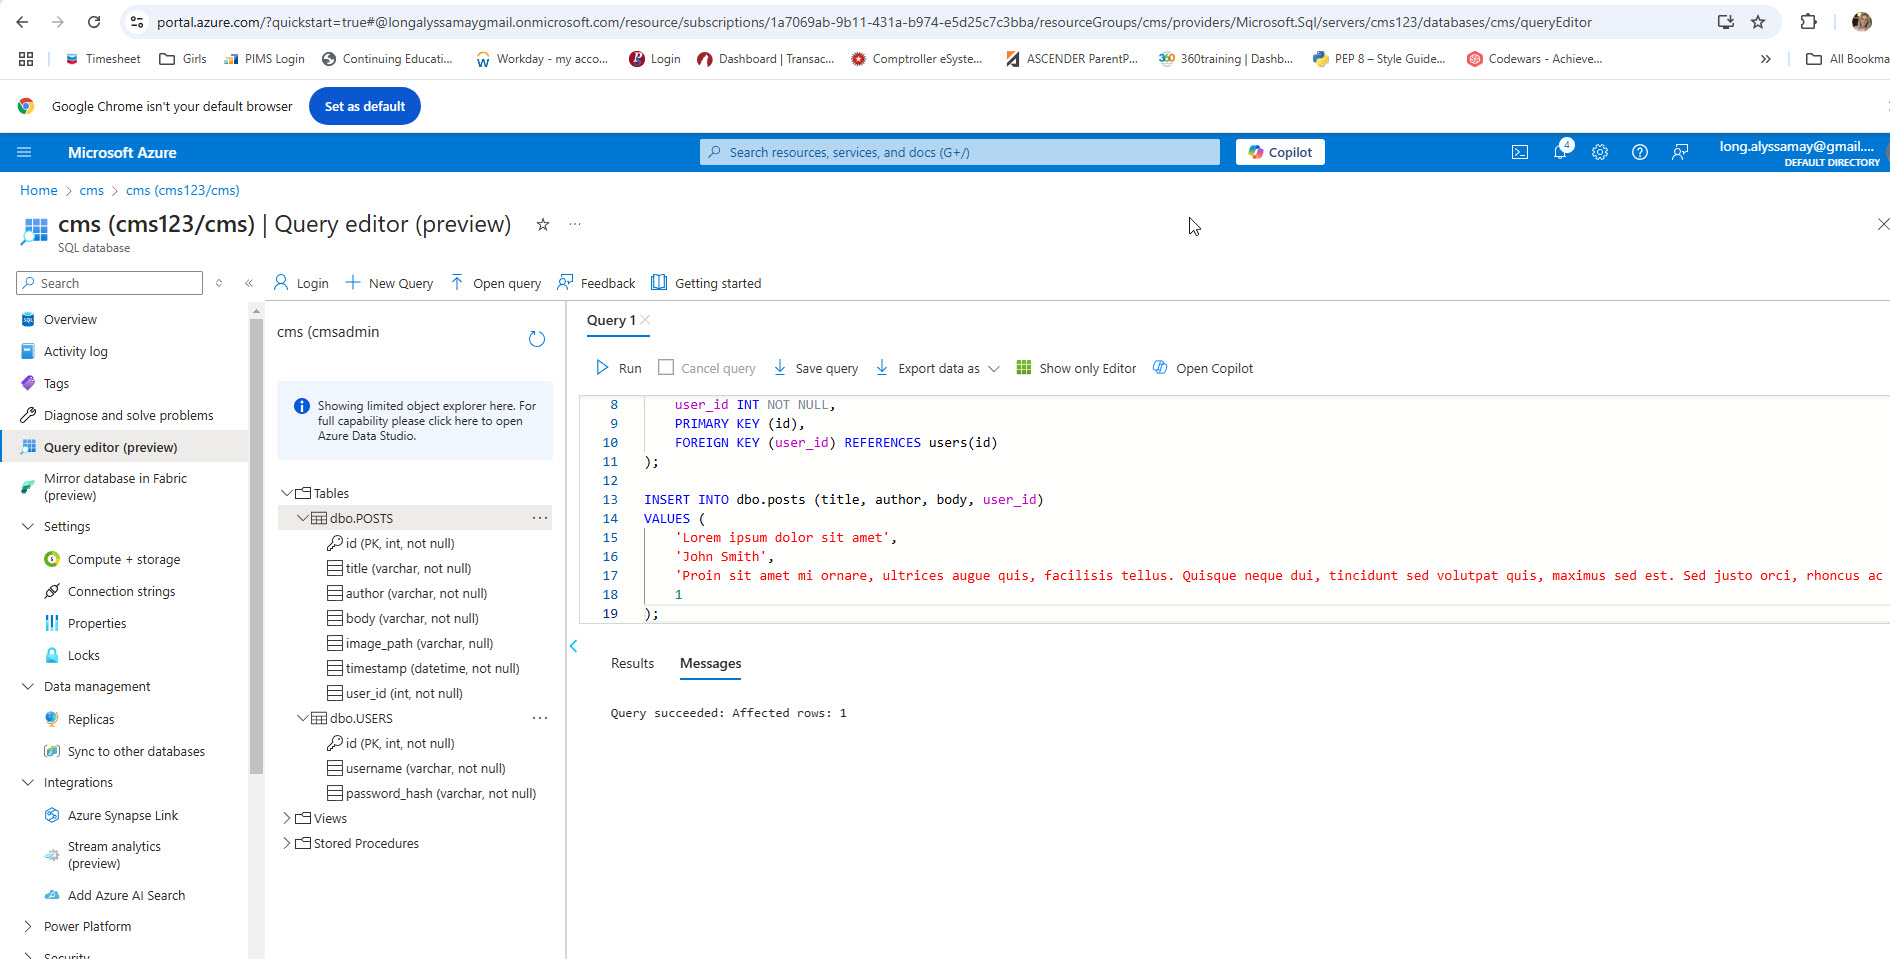 portal.azure.com/?quickstart=true#@longalyssamaygmail.onmicrosoft.com/resource/subscriptions/1a7069ab-9b11-431a-b974-e5d25c7c3bba/resourceGroups/cms/providers/Microsoft.Sql/servers/cms123/databases/cms/queryEditor
Timesheet Girls PIMS Login Continuing Educati... Workday - my acco... Login Dashboard | Transac... Comptroller eSyste... ASCENDER ParentP... 360training | Dashb... PEP 8 – Style Guide... Codewars - Achieve... » All Bookma
Google Chrome isn't your default browser Set as default
Microsoft Azure Search resources, services, and docs (G+/) Copilot 4 long.alyssamay@gmail....
DEFAULT DIRECTORY
Home > cms > cms (cms123/cms)
cms (cms123/cms) | Query editor (preview) ...
SQL database
Search
«
Login New Query Open query Feedback Getting started
Overview
Activity log
Tags
Diagnose and solve problems
Query editor (preview)
Mirror database in Fabric
(preview)
Settings
Compute + storage
Connection strings
Properties
Locks
Data management
Replicas
Sync to other databases
Integrations
Azure Synapse Link
Stream analytics
(preview)
Add Azure AI Search
Power Platform
Security
cms (cmsadmin
Showing limited object explorer here. For
full capability please click here to open
Azure Data Studio.
Tables
dbo.POSTS ...
id (PK, int, not null)
title (varchar, not null)
author (varchar, not null)
body (varchar, not null)
image_path (varchar, null)
timestamp (datetime, not null)
user_id (int, not null)
dbo.USERS ...
id (PK, int, not null)
username (varchar, not null)
password_hash (varchar, not null)
Views
Stored Procedures
Query 1
Run Cancel query Save query Export data as Show only Editor Open Copilot
8 user_id INT NOT NULL,
9 PRIMARY KEY (id),
10 FOREIGN KEY (user_id) REFERENCES users(id)
11 );
12
13 INSERT INTO dbo.posts (title, author, body, user_id)
14 VALUES (
15 'Lorem ipsum dolor sit amet',
16 'John Smith',
17 'Proin sit amet mi ornare, ultrices augue quis, facilisis tellus. Quisque neque dui, tincidunt sed volutpat quis, maximus sed est. Sed justo orci, rhoncus ac
18 1
19 );
Results Messages
Query succeeded: Affected rows: 1